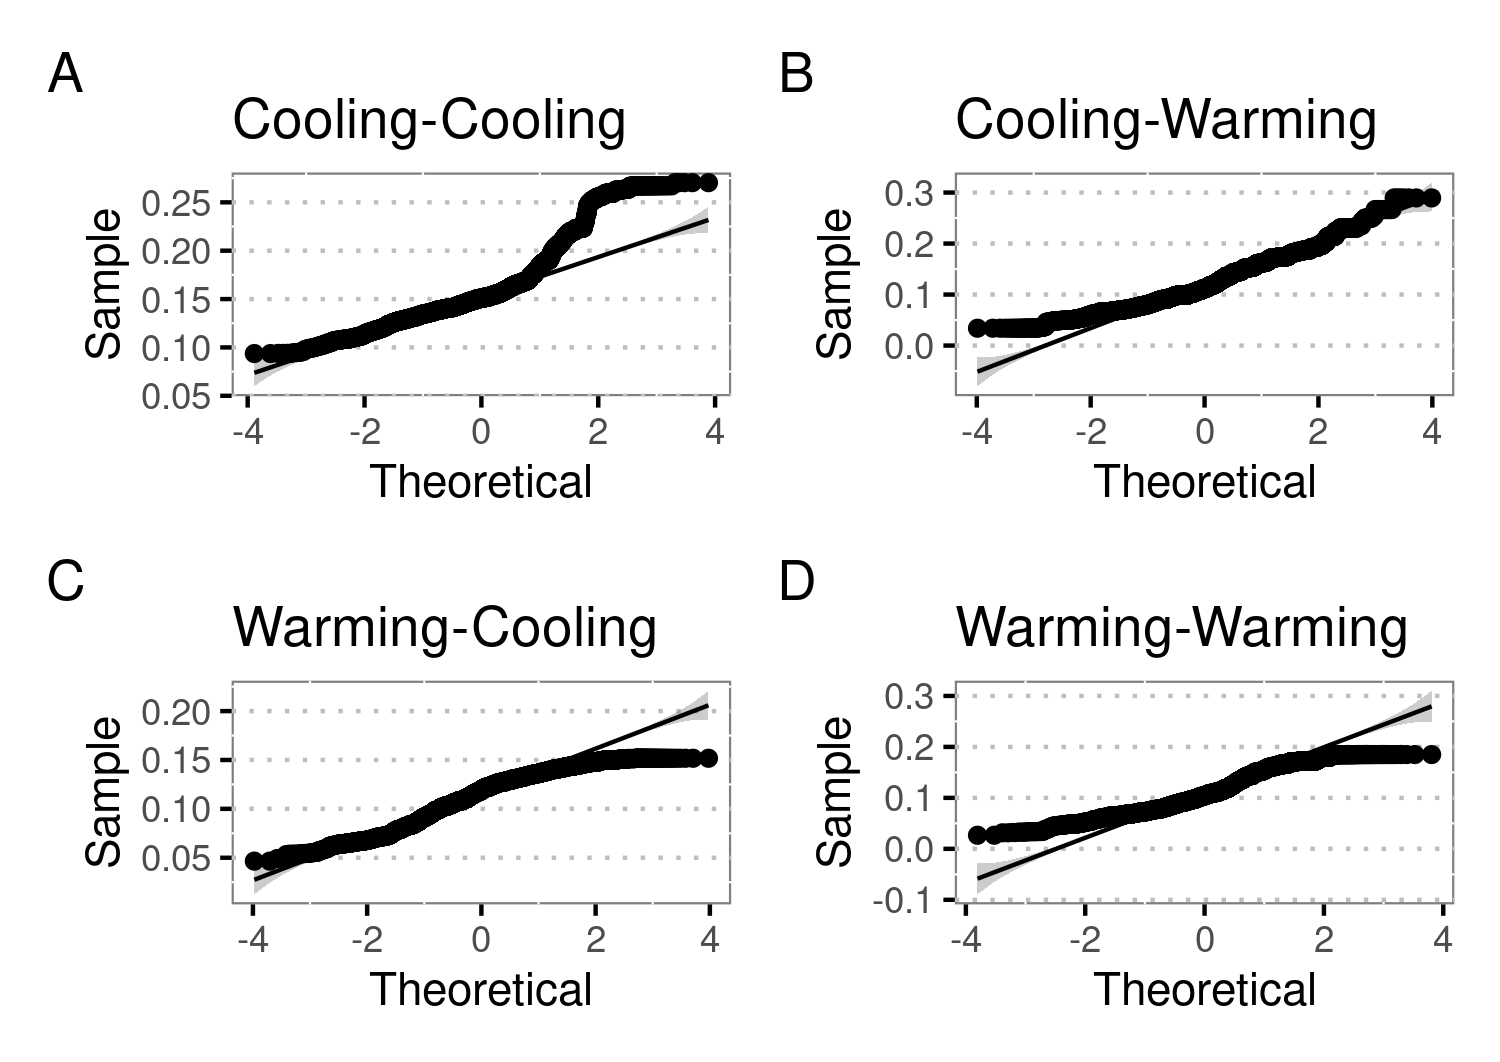 A
Cooling-Cooling
Sample
0.25
0.20
0.15
0.10
0.05
-4 -2 0 2 4
Theoretical
B
Cooling-Warming
Sample
0.3
0.2
0.1
0.0
-4 -2 0 2 4
Theoretical
C
Warming-Cooling
Sample
0.20
0.15
0.10
0.05
-4 -2 0 2 4
Theoretical
D
Warming-Warming
Sample
0.3
0.2
0.1
0.0
-0.1
-4 -2 0 2 4
Theoretical